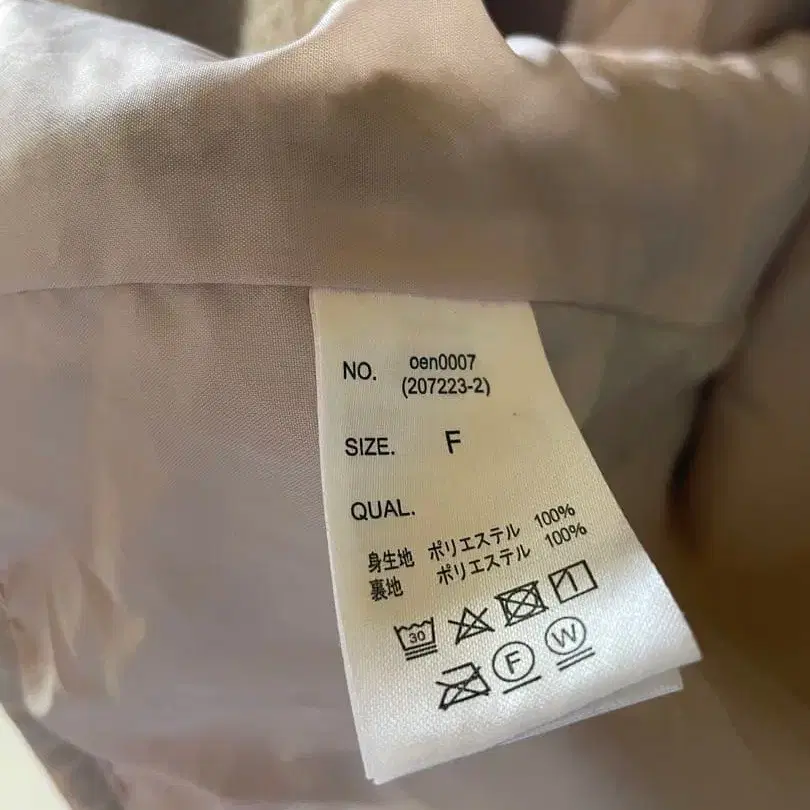 NO. oen0007
(207223-2)
SIZE. F
QUAL.
身生地 ポリエステル 100%
裏地 ポリエステル 100%
30
F W